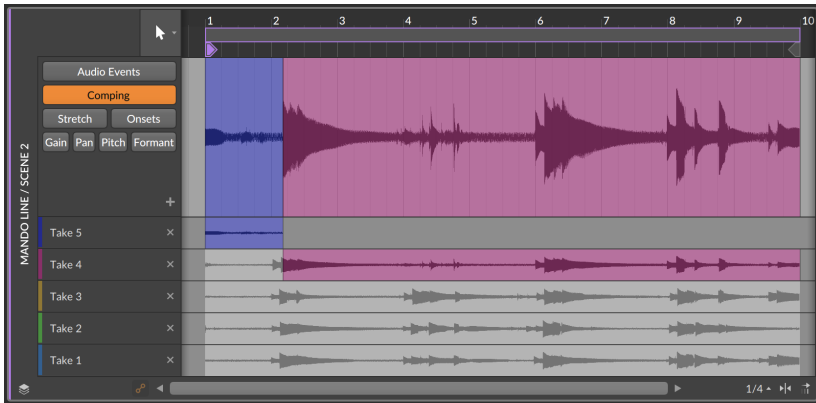 1 2 3 4 5 6 7 8 9 10
Audio Events
Comping
Stretch Onsets
Gain Pan Pitch Formant
+
MANDO LINE / SCENE 2
Take 5 ×
Take 4 ×
Take 3 ×
Take 2 ×
Take 1 ×
1/4